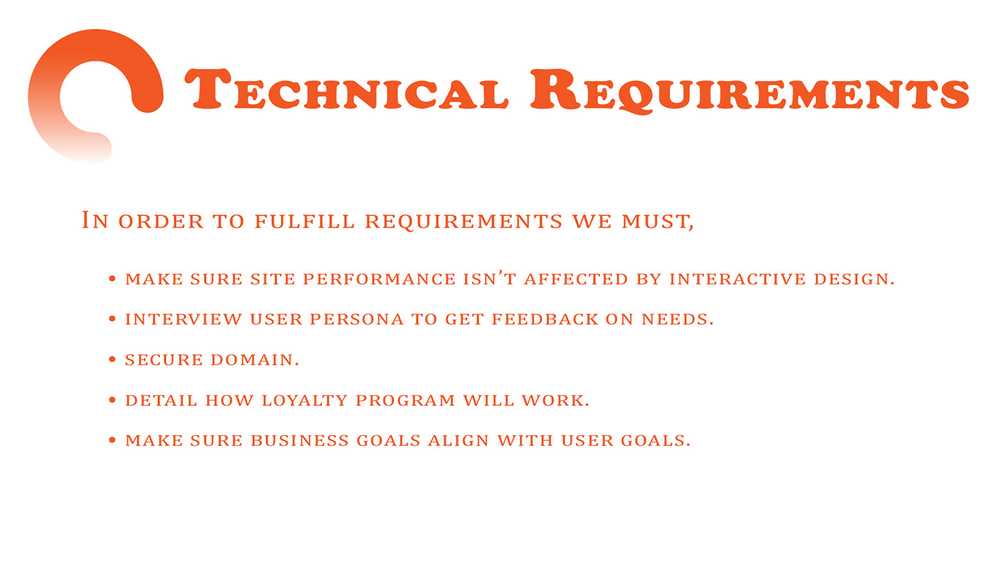 Technical Requirements
In order to fulfill requirements we must,
• make sure site performance isn't affected by interactive design.
• interview user persona to get feedback on needs.
• secure domain.
• detail how loyalty program will work.
• make sure business goals align with user goals.